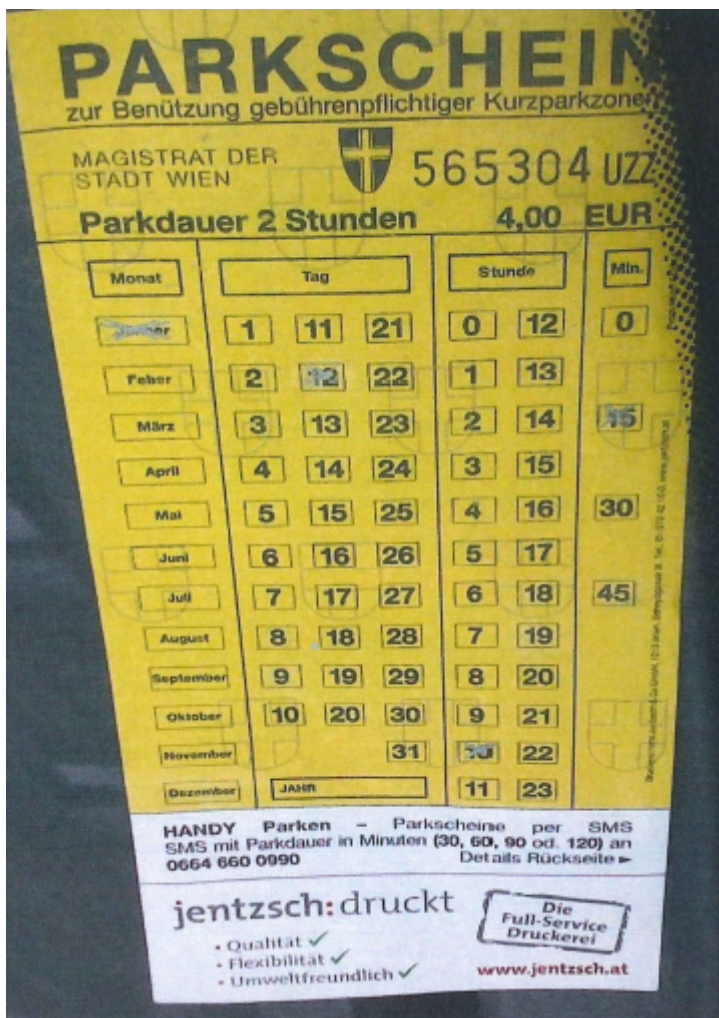 PARKSCHEIN
zur Benützung gebührenpflichtiger Kurzparkzonen
MAGISTRAT DER
STADT WIEN
565304 UZZ
Parkdauer 2 Stunden 4,00 EUR
Monat Tag Stunde Min.
Jänner 1 11 21 0 12 0
Feber 2 12 22 1 13
März 3 13 23 2 14 15
April 4 14 24 3 15
Mai 5 15 25 4 16 30
Juni 6 16 26 5 17
Juli 7 17 27 6 18 45
August 8 18 28 7 19
September 9 19 29 8 20
Oktober 10 20 30 9 21
November 31 10 22
Dezember JAHR 11 23
HANDY Parken – Parkscheine per SMS
SMS mit Parkdauer in Minuten (30, 60, 90 od. 120) an
0664 660 0990 Details Rückseite ►
jentzsch:druckt
• Qualität ✓
• Flexibilität ✓
• Umweltfreundlich ✓
Die
Full-Service
Druckerei
www.jentzsch.at